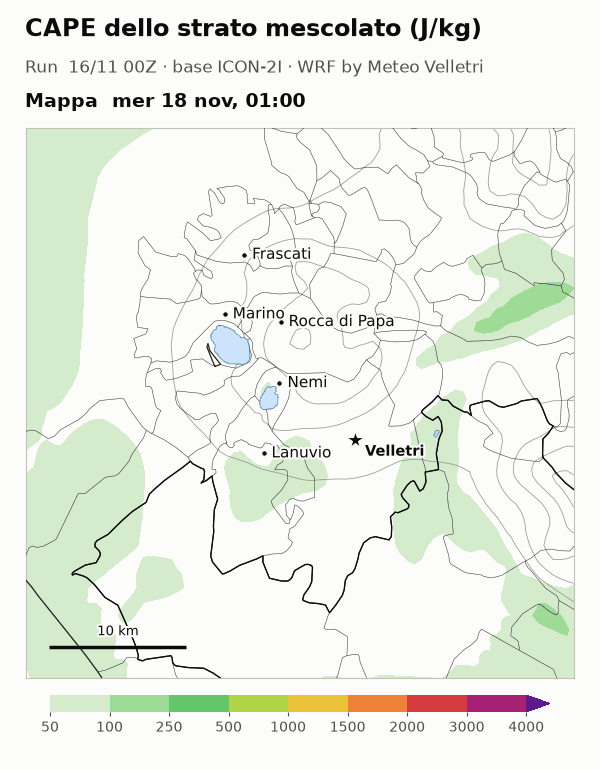 CAPE dello strato mescolato (J/kg)
Run  16/11 00Z · base ICON-2I · WRF by Meteo Velletri
Mappa  mer 18 nov, 01:00
Frascati
Marino
Rocca di Papa
Nemi
Velletri
Lanuvio
10 km
50 100 250 500 1000 1500 2000 3000 4000